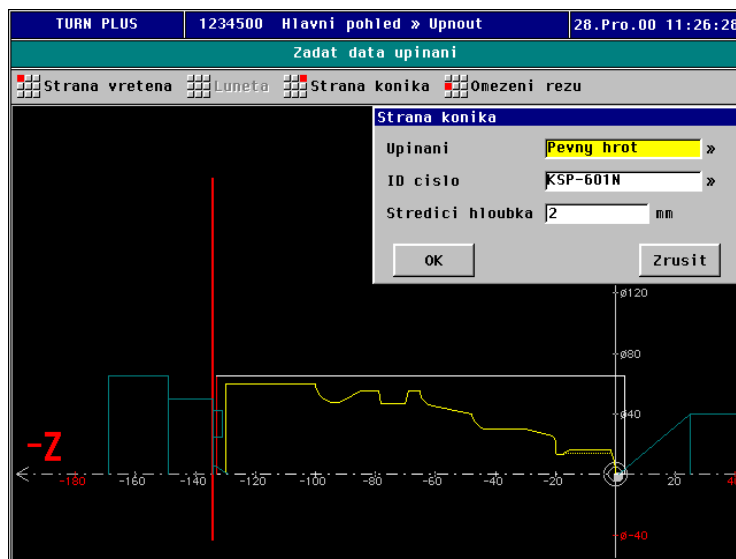 TURN PLUS 1234500 Hlavni pohled » Upnout 28.Pro.00 11:26:28
Zadat data upinani
Strana vretena Luneta Strana konika Omezeni rezu
Strana konika
Upinani Pevny hrot »
ID cislo KSP-601N »
Stredici hloubka 2 mm
OK Zrusit
ø120
ø80
ø40
-Z
-180 -160 -140 -120 -100 -80 -60 -40 -20 0 20 40
ø-40